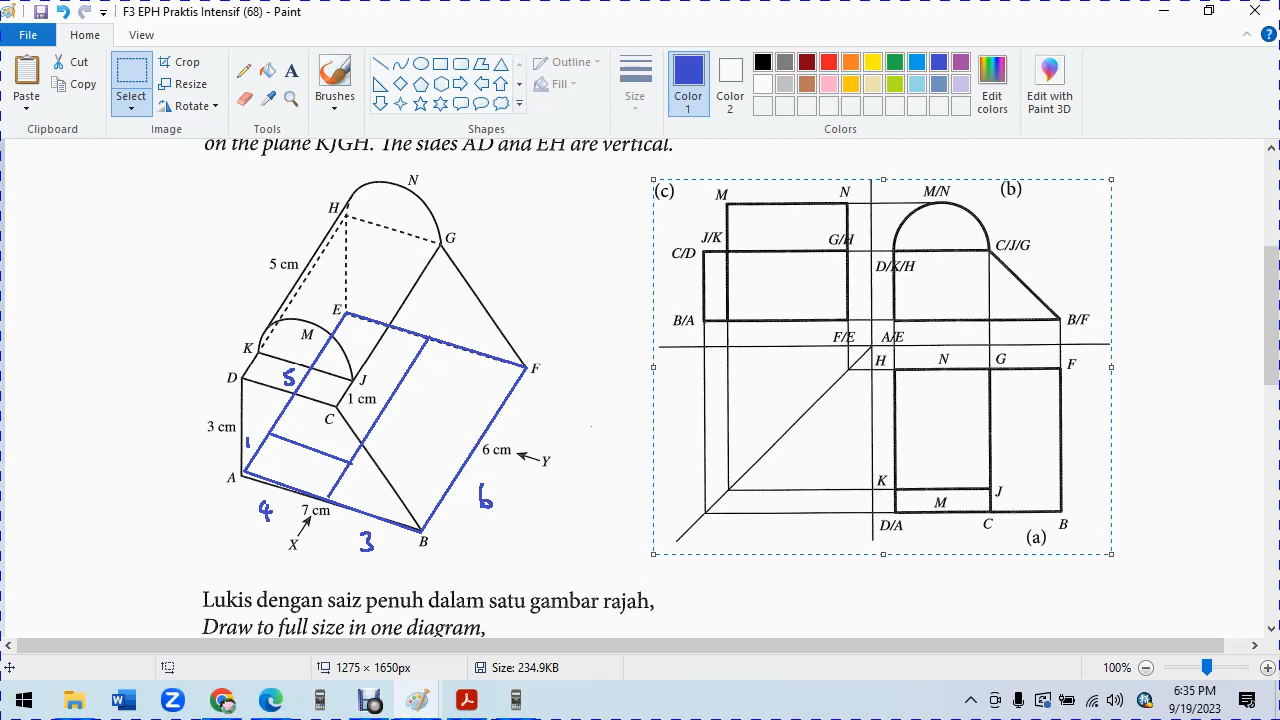 F3 EPH Praktis Intensif (68) - Paint
File Home View
Paste Cut Copy Clipboard
Select Crop Resize Rotate Image
A Tools
Brushes
Outline Fill Shapes
Size
Color 1 Color 2 Edit colors Colors
Edit with Paint 3D
on the plane KJGH. The sides AD and EH are vertical.
N
H
G
5 cm
E
M
K
D
5
J
F
1 cm
C
3 cm
1
6 cm
Y
A
4
7 cm
6
X
3
B
(c)
M
N
M/N
(b)
J/K
G/H
C/J/G
C/D
D/K/H
B/A
B/F
F/E
A/E
H
N
G
F
K
J
M
D/A
C
B
(a)
Lukis dengan saiz penuh dalam satu gambar rajah,
Draw to full size in one diagram,
1275 × 1650px
Size: 234.9KB
100%
6:35 PM
9/19/2023